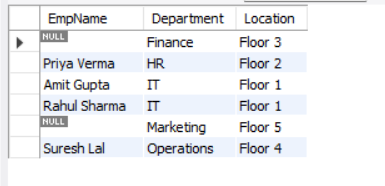 EmpName Department Location
NULL Finance Floor 3
Priya Verma HR Floor 2
Amit Gupta IT Floor 1
Rahul Sharma IT Floor 1
NULL Marketing Floor 5
Suresh Lal Operations Floor 4